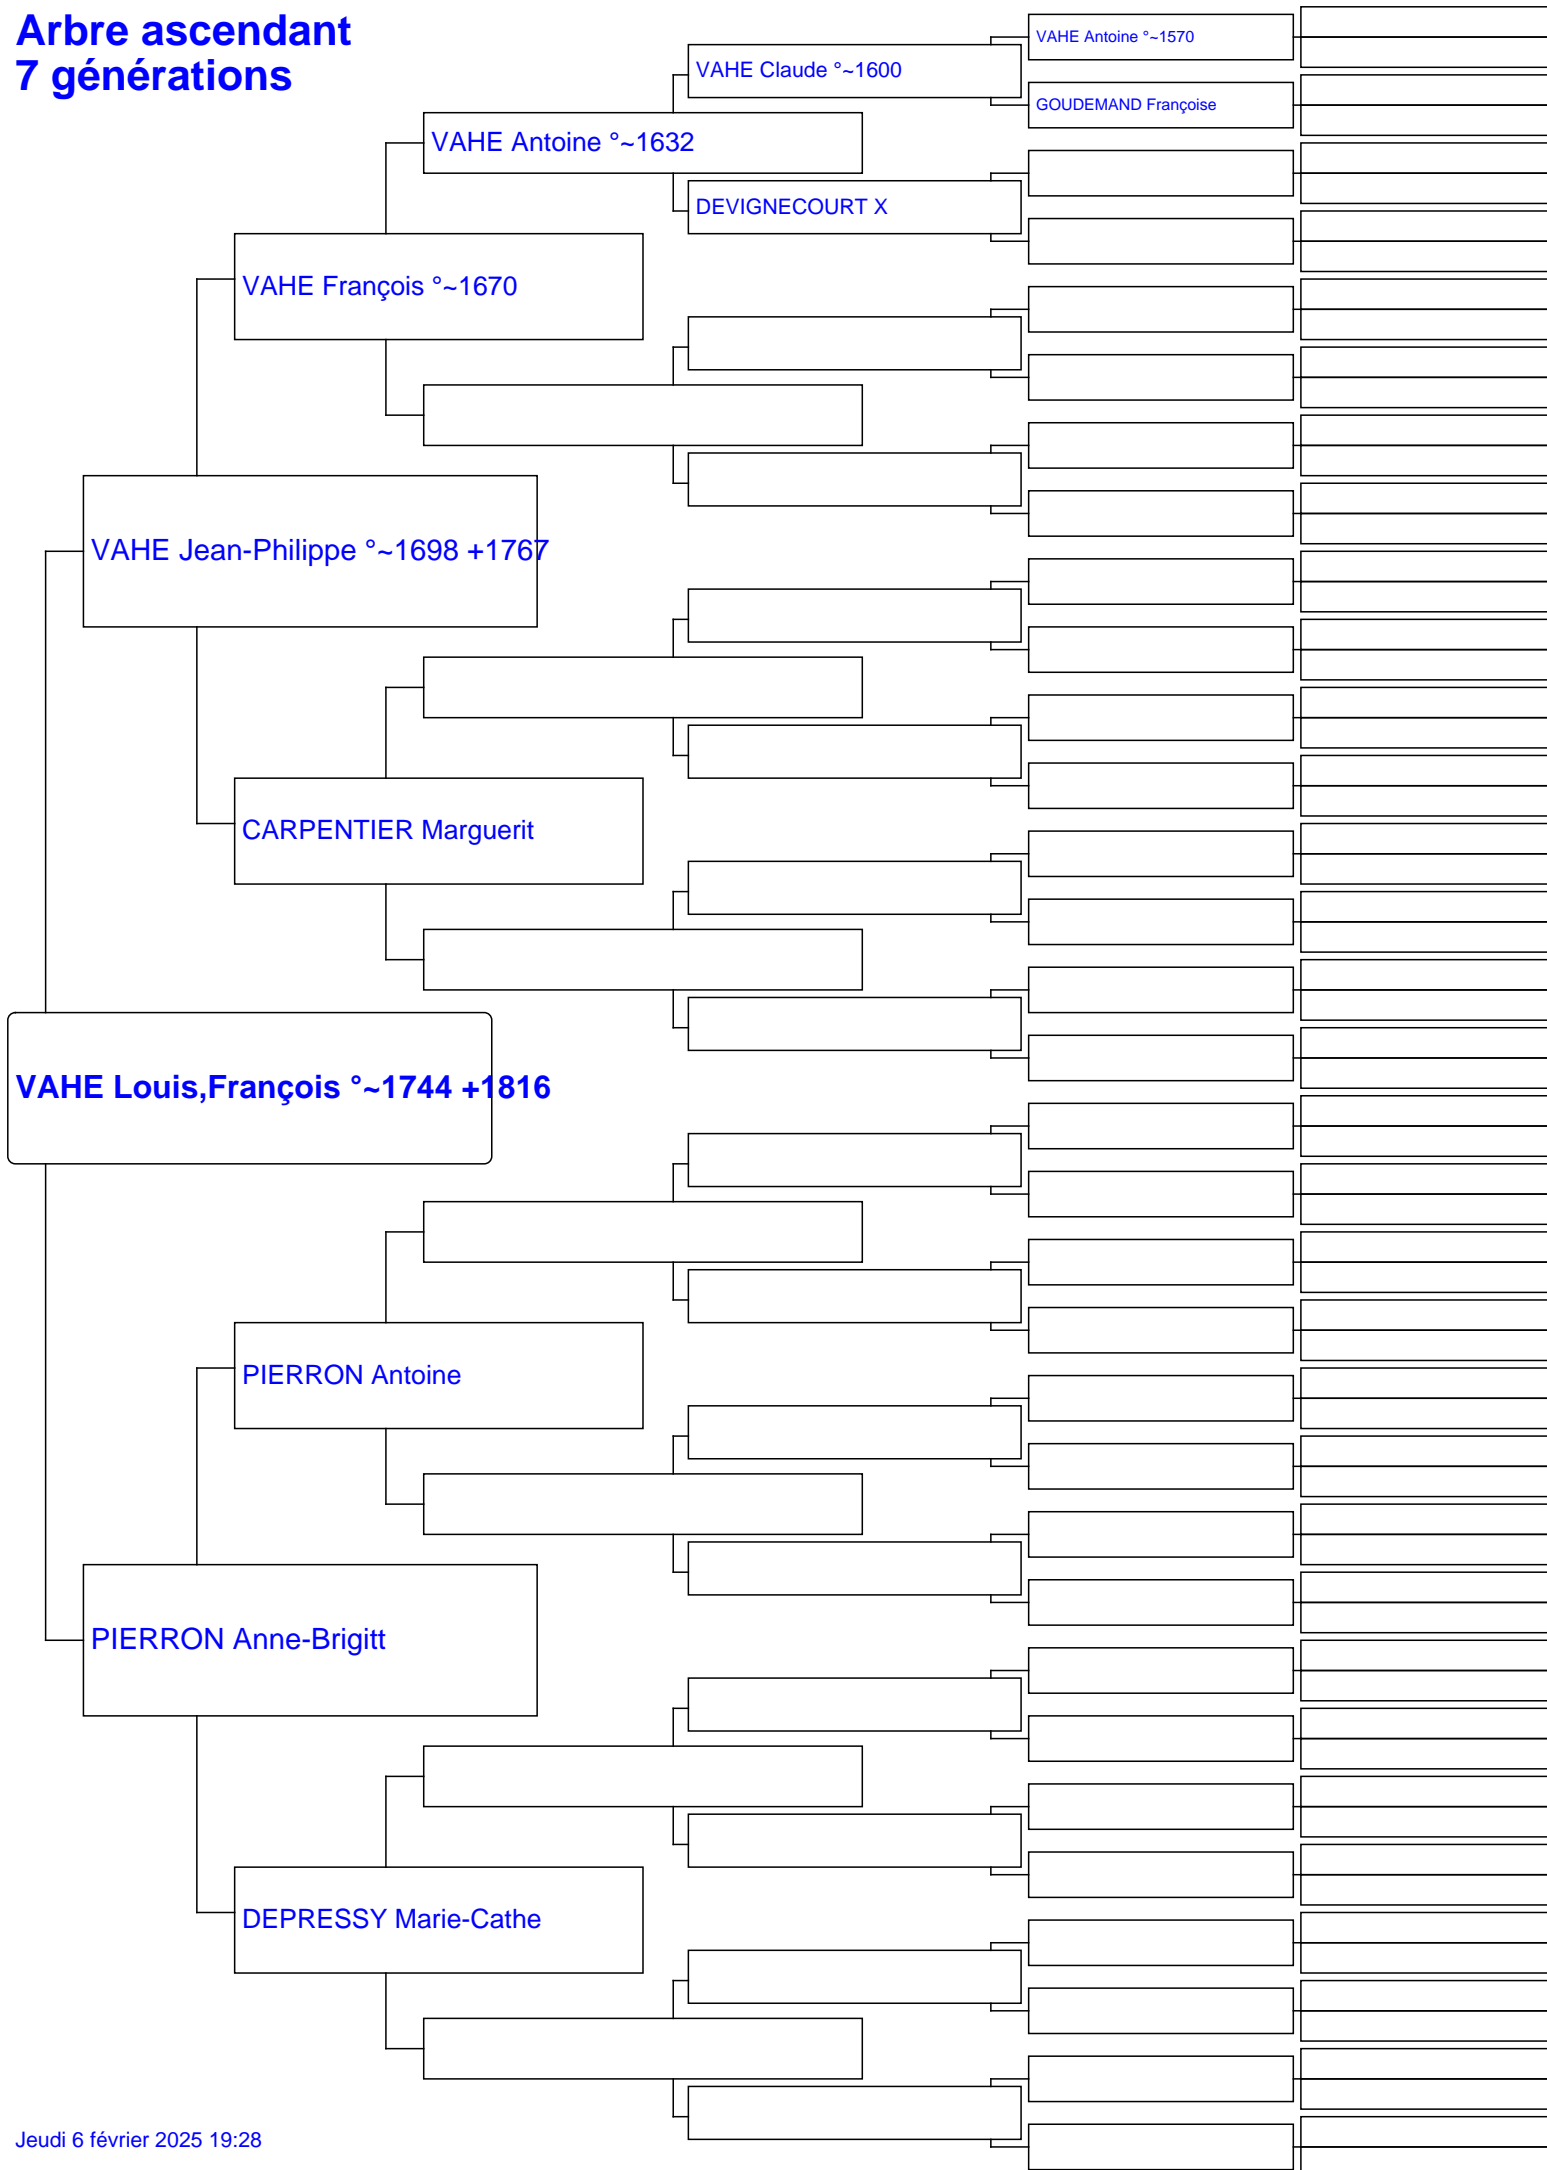 Arbre ascendant
7 générations
VAHE Antoine °~1570
VAHE Claude °~1600
GOUDEMAND Françoise
VAHE Antoine °~1632
DEVIGNECOURT X
VAHE François °~1670
VAHE Jean-Philippe °~1698 +1767
CARPENTIER Marguerit
VAHE Louis,François °~1744 +1816
PIERRON Antoine
PIERRON Anne-Brigitt
DEPRESSY Marie-Cathe
Jeudi 6 février 2025 19:28